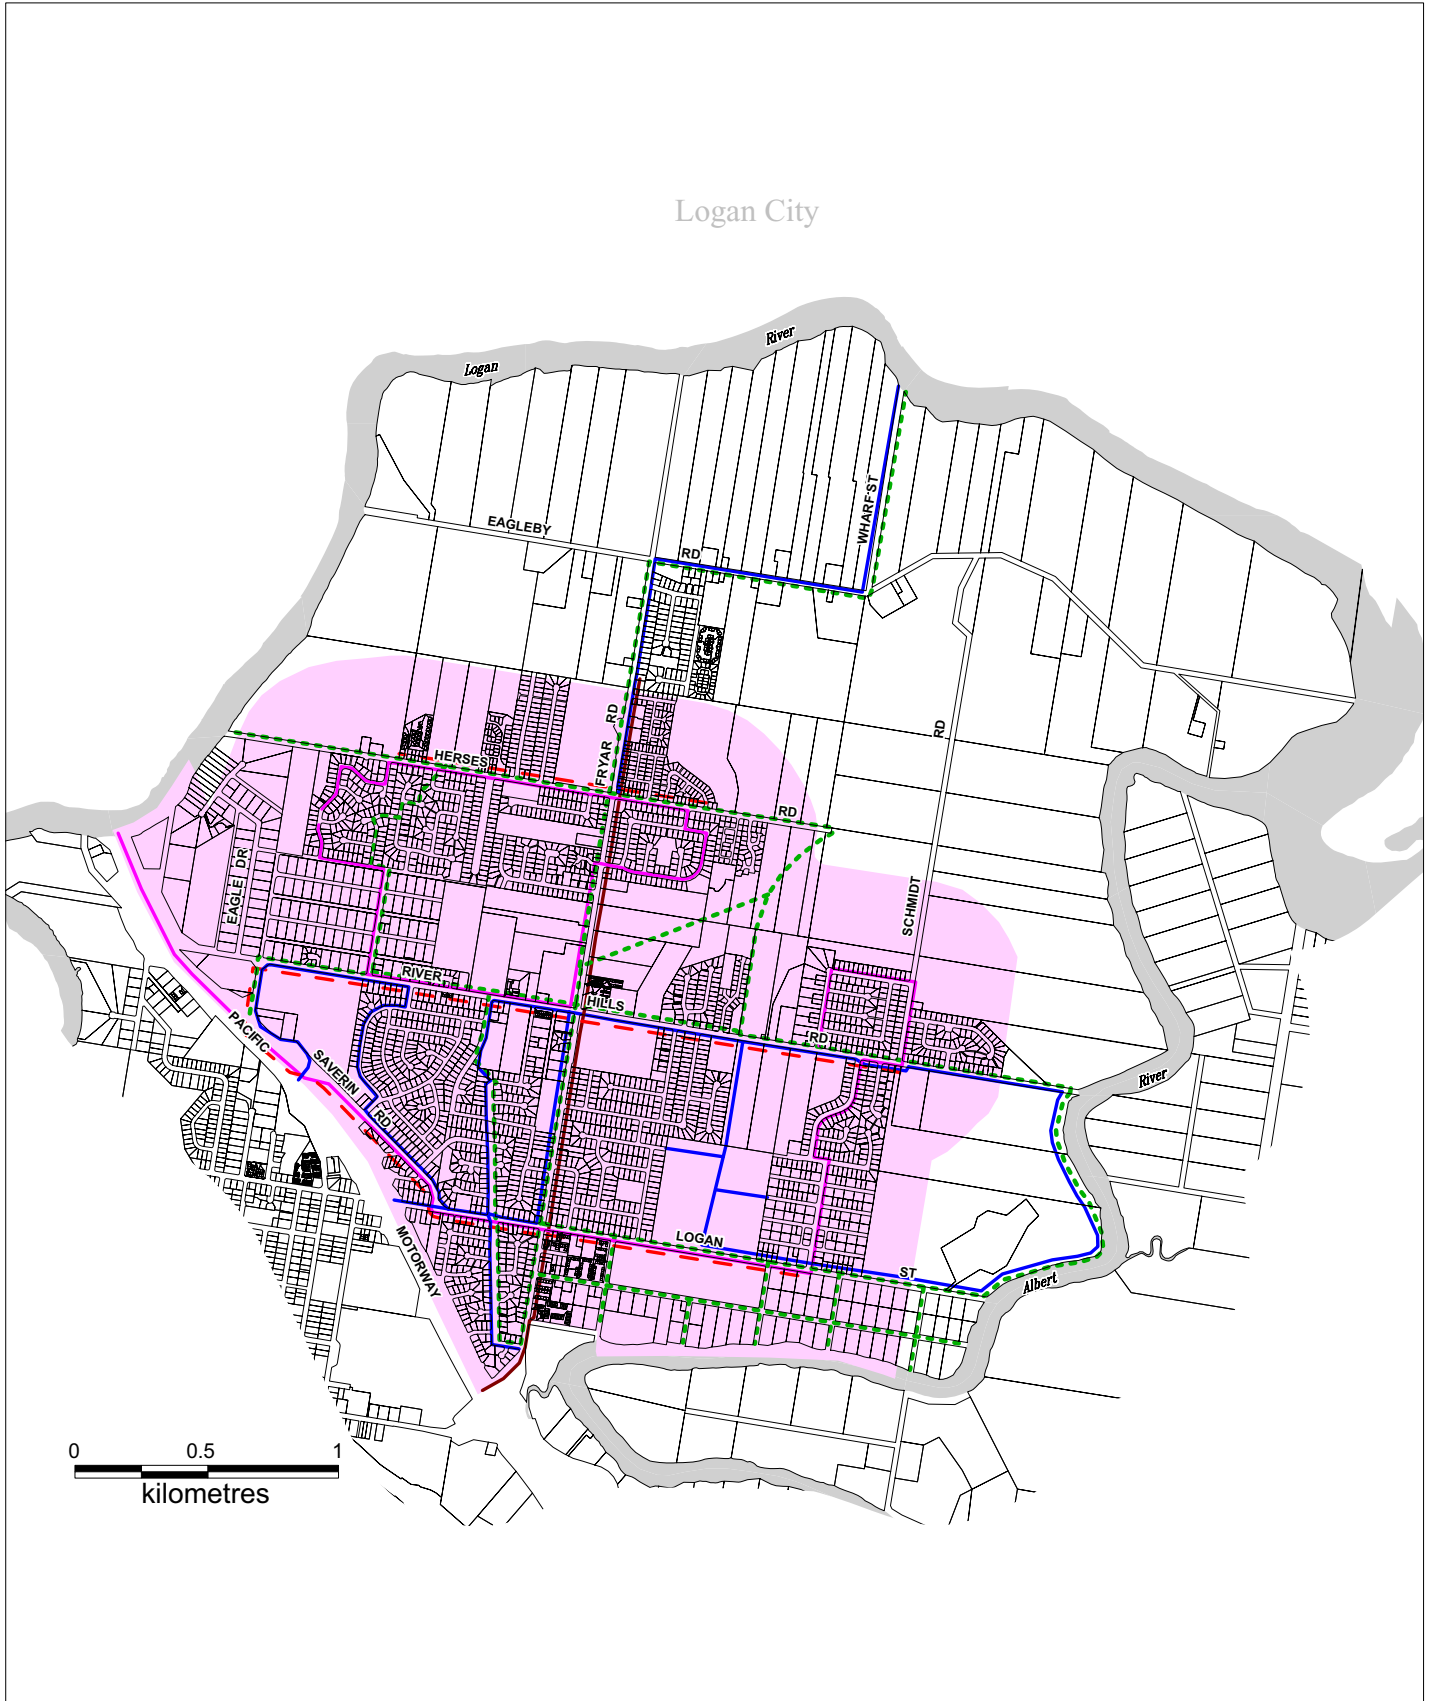 Logan City
River
Logan
WHARF ST
EAGLEBY
RD
RD
RD
FRYAR
HERSES
RD
EAGLE DR
SCHMIDT
RIVER
HILLS
RD
PACIFIC
SAVERIN
RD
River
MOTORWAY
LOGAN
ST
Albert
0 0.5 1
kilometres